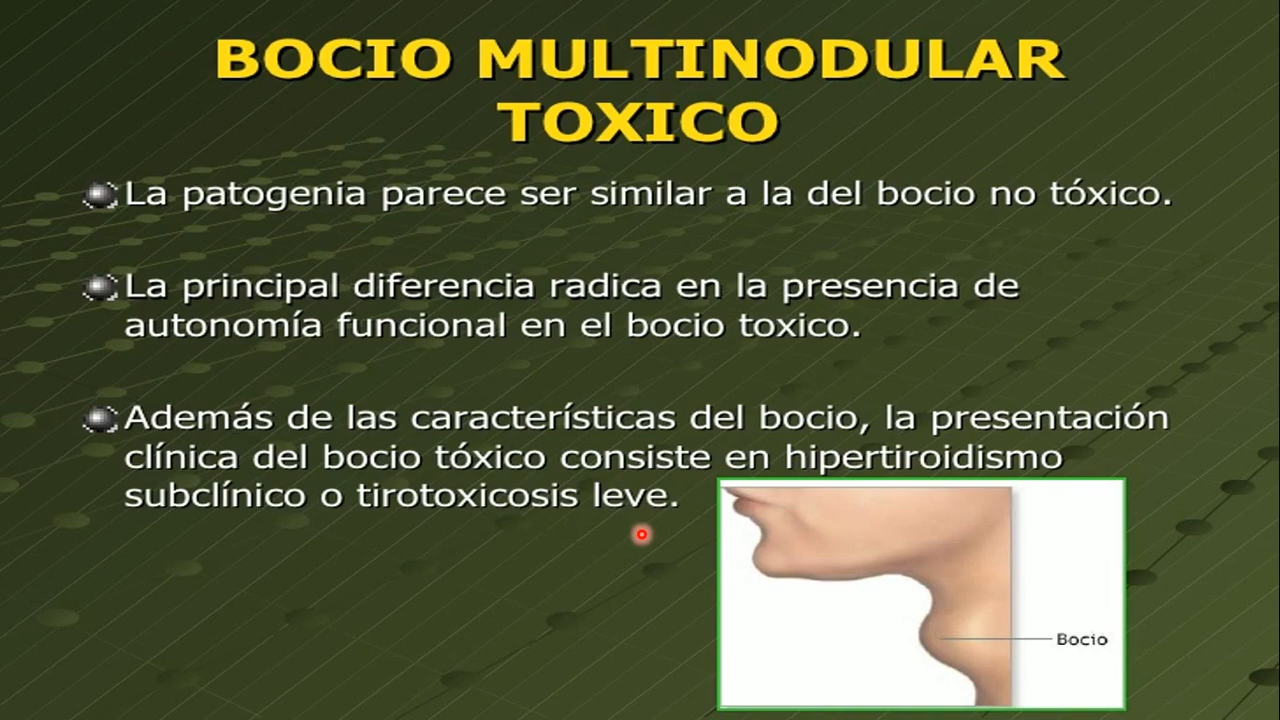 BOCIO MULTINODULAR
TOXICO
La patogenia parece ser similar a la del bocio no tóxico.
La principal diferencia radica en la presencia de
autonomía funcional en el bocio toxico.
Además de las características del bocio, la presentación
clínica del bocio tóxico consiste en hipertiroidismo
subclínico o tirotoxicosis leve.
Bocio